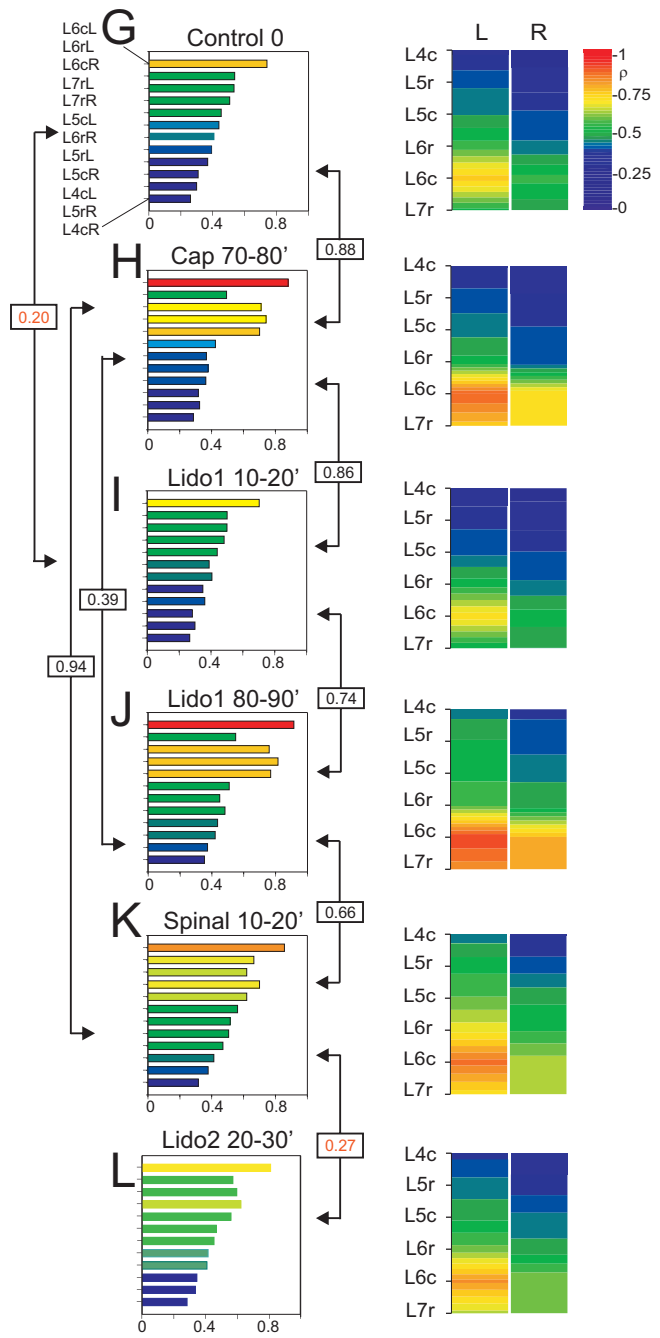 G
Control 0
L6cL
L6rL
L6cR
L7rL
L7rR
L5cL
L6rR
L5rL
L5cR
L4cL
L5rR
L4cR
0 0.4 0.8
L R
L4c
L5r
L5c
L6r
L6c
L7r
1
ρ
0.75
0.5
0.25
0
0.88
H
Cap 70-80'
0 0.4 0.8
L4c
L5r
L5c
L6r
L6c
L7r
0.20
0.86
I
Lido1 10-20'
0 0.4 0.8
L4c
L5r
L5c
L6r
L6c
L7r
0.39
0.94
0.74
J
Lido1 80-90'
0 0.4 0.8
L4c
L5r
L5c
L6r
L6c
L7r
0.66
K
Spinal 10-20'
0 0.4 0.8
L4c
L5r
L5c
L6r
L6c
L7r
0.27
L
Lido2 20-30'
0 0.4 0.8
L4c
L5r
L5c
L6r
L6c
L7r